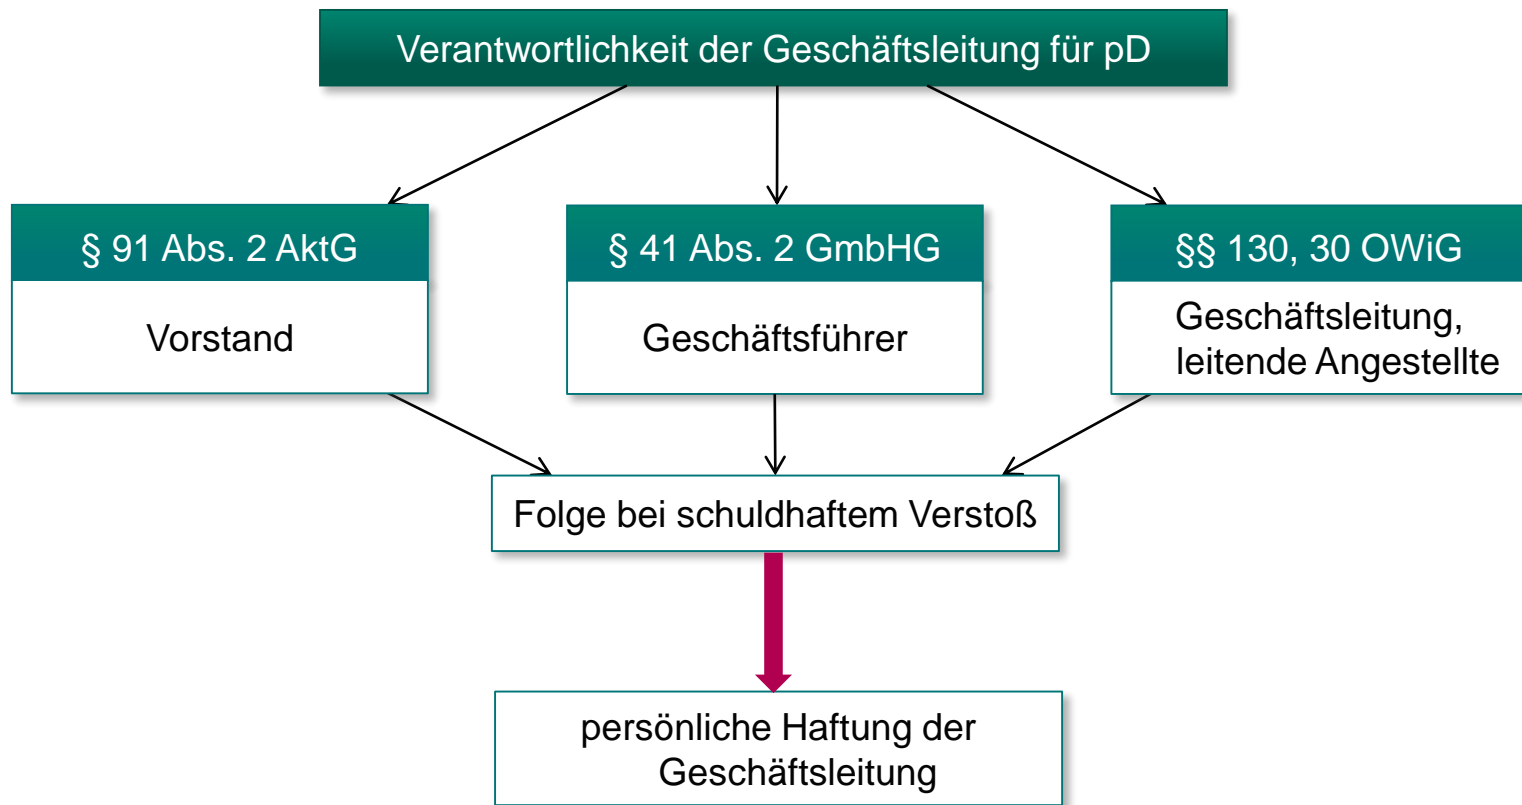 Verantwortlichkeit der Geschäftsleitung für pD
§ 91 Abs. 2 AktG
Vorstand
§ 41 Abs. 2 GmbHG
Geschäftsführer
§§ 130, 30 OWiG
Geschäftsleitung,
leitende Angestellte
Folge bei schuldhaftem Verstoß
persönliche Haftung der
Geschäftsleitung